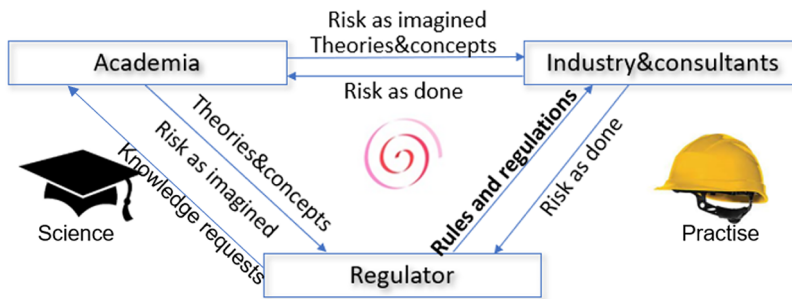 Risk as imagined
Theories&concepts
Academia
Industry&consultants
Risk as done
Theories&concepts
Risk as imagined
Knowledge requests
Rules and regulations
Risk as done
Science
Practise
Regulator